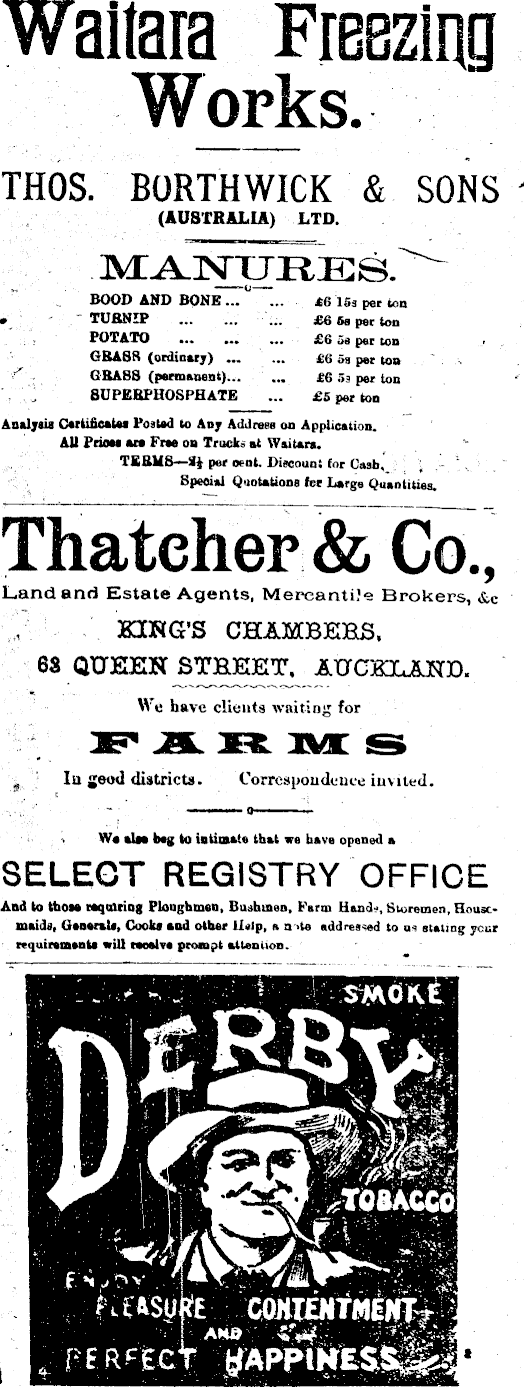 Waitara Freezing
Works.
THOS. BORTHWICK & SONS
(AUSTRALIA) LTD.
MANURES.
BOOD AND BONE ... ... £6 15s per ton
TURNIP ... ... ... £6 5s per ton
POTATO ... ... ... £6 5s per ton
GRASS (ordinary) ... ... £6 5s per ton
GRASS (permanent)... ... £6 5s per ton
SUPERPHOSPHATE ... £5 per ton
Analysis Certificates Posted to Any Address on Application.
All Prices are Free on Trucks at Waitara.
TERMS—2½ per cent. Discount for Cash.
Special Quotations for Large Quantities.
Thatcher & Co.,
Land and Estate Agents, Mercantile Brokers, &c
KING'S CHAMBERS,
63 QUEEN STREET, AUCKLAND.
We have clients waiting for
FARMS
In good districts. Correspondence invited.
We also beg to intimate that we have opened a
SELECT REGISTRY OFFICE
And to those requiring Ploughmen, Bushmen, Farm Hands, Storemen, House-
maids, Generals, Cooks and other Help, a note addressed to us stating your
requirements will receive prompt attention.
SMOKE
DERBY
TOBACCO
ENJOY
PLEASURE CONTENTMENT
AND
PERFECT HAPPINESS
2
4